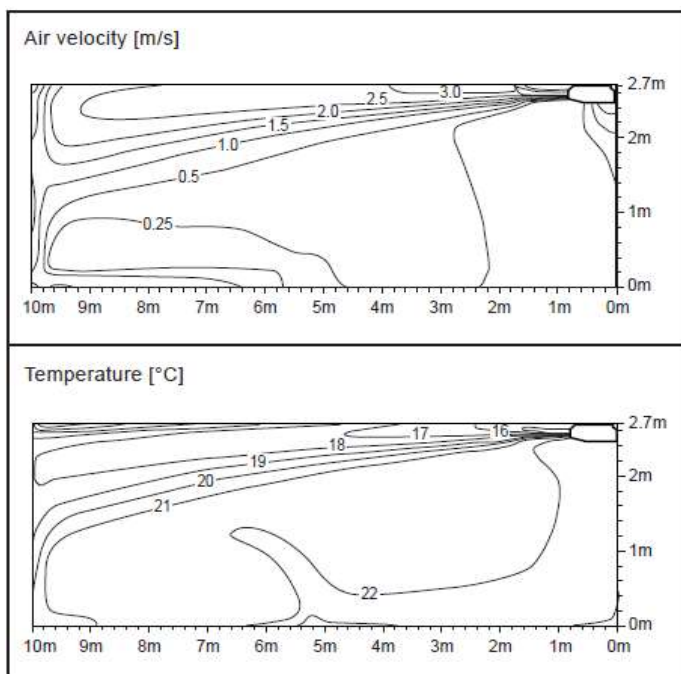 Air velocity [m/s]
2.7m
3.0
2.5
2.0
1.5
2m
1.0
0.5
1m
0.25
0m
10m 9m 8m 7m 6m 5m 4m 3m 2m 1m 0m
Temperature [°C]
2.7m
17 16
18
19
2m
20
21
1m
22
0m
10m 9m 8m 7m 6m 5m 4m 3m 2m 1m 0m